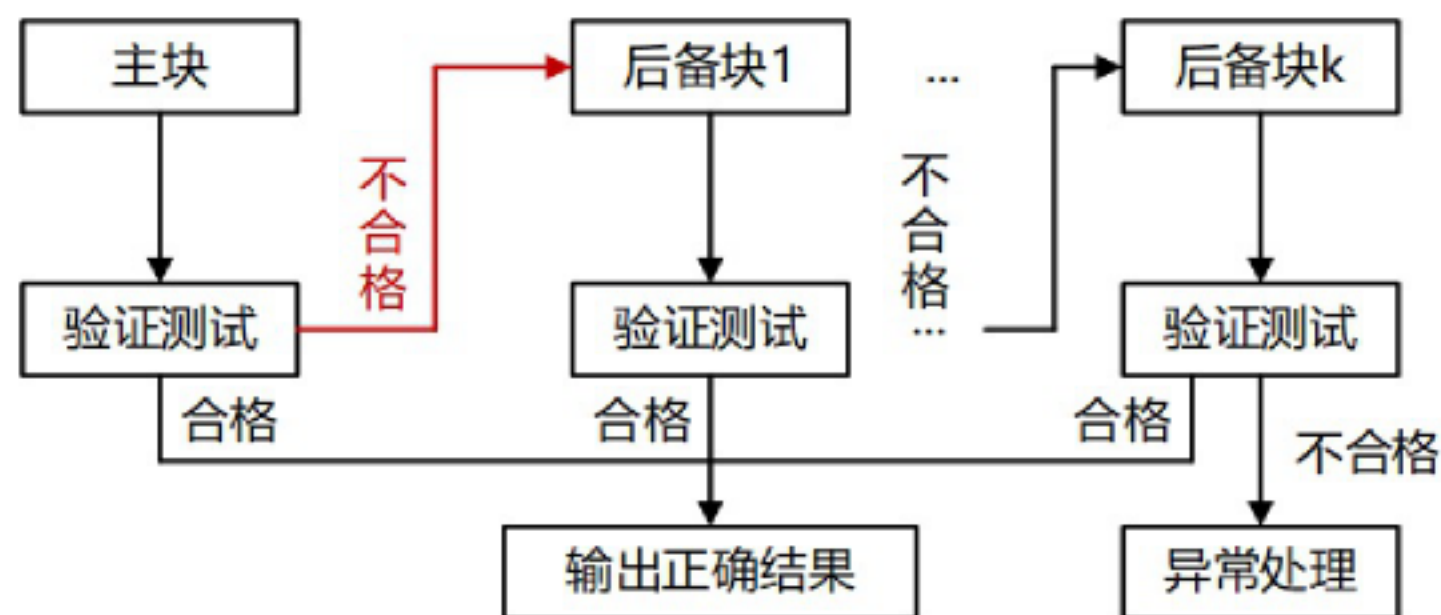 主块
后备块1
...
后备块k
不合格
不合格
验证测试
验证测试
...
验证测试
合格
合格
合格
不合格
输出正确结果
异常处理